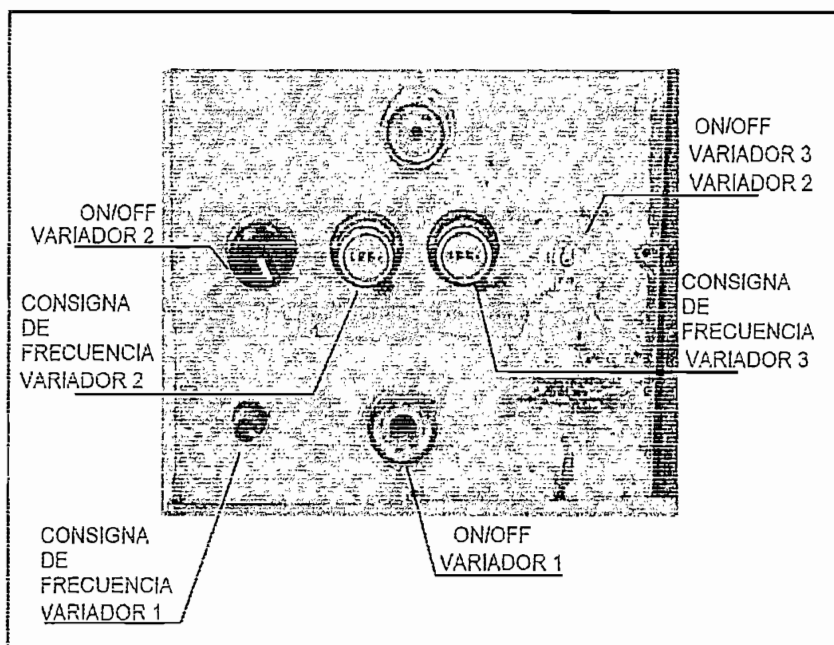 ON/OFF
VARIADOR 3
VARIADOR 2
ON/OFF
VARIADOR 2
CONSIGNA
DE
FRECUENCIA
VARIADOR 2
CONSIGNA
DE
FRECUENCIA
VARIADOR 3
CONSIGNA
DE
FRECUENCIA
VARIADOR 1
ON/OFF
VARIADOR 1